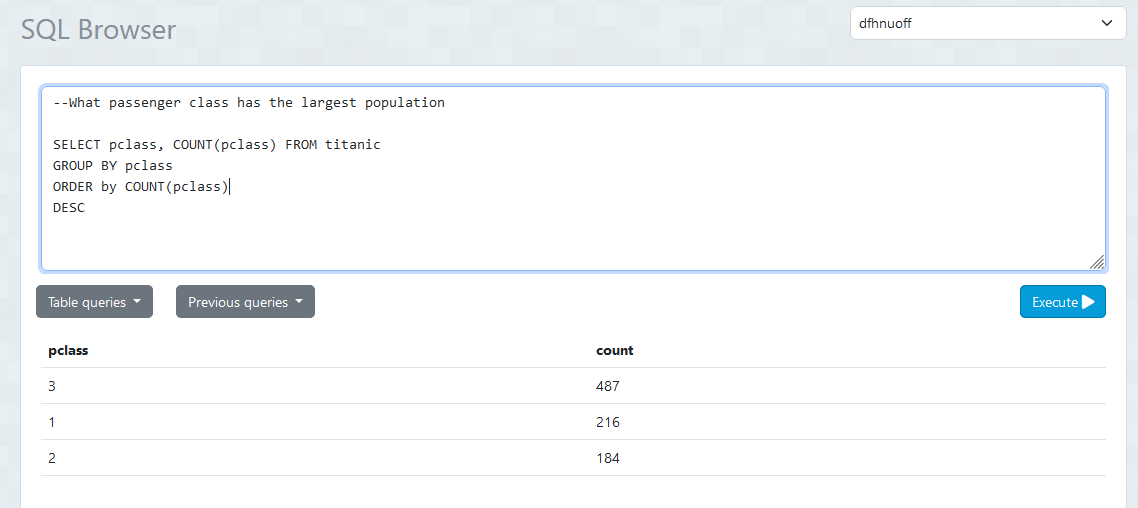 SQL Browser
dfhnuoff
--What passenger class has the largest population
SELECT pclass, COUNT(pclass) FROM titanic
GROUP BY pclass
ORDER by COUNT(pclass)
DESC
Table queries
Previous queries
Execute
pclass count
3 487
1 216
2 184